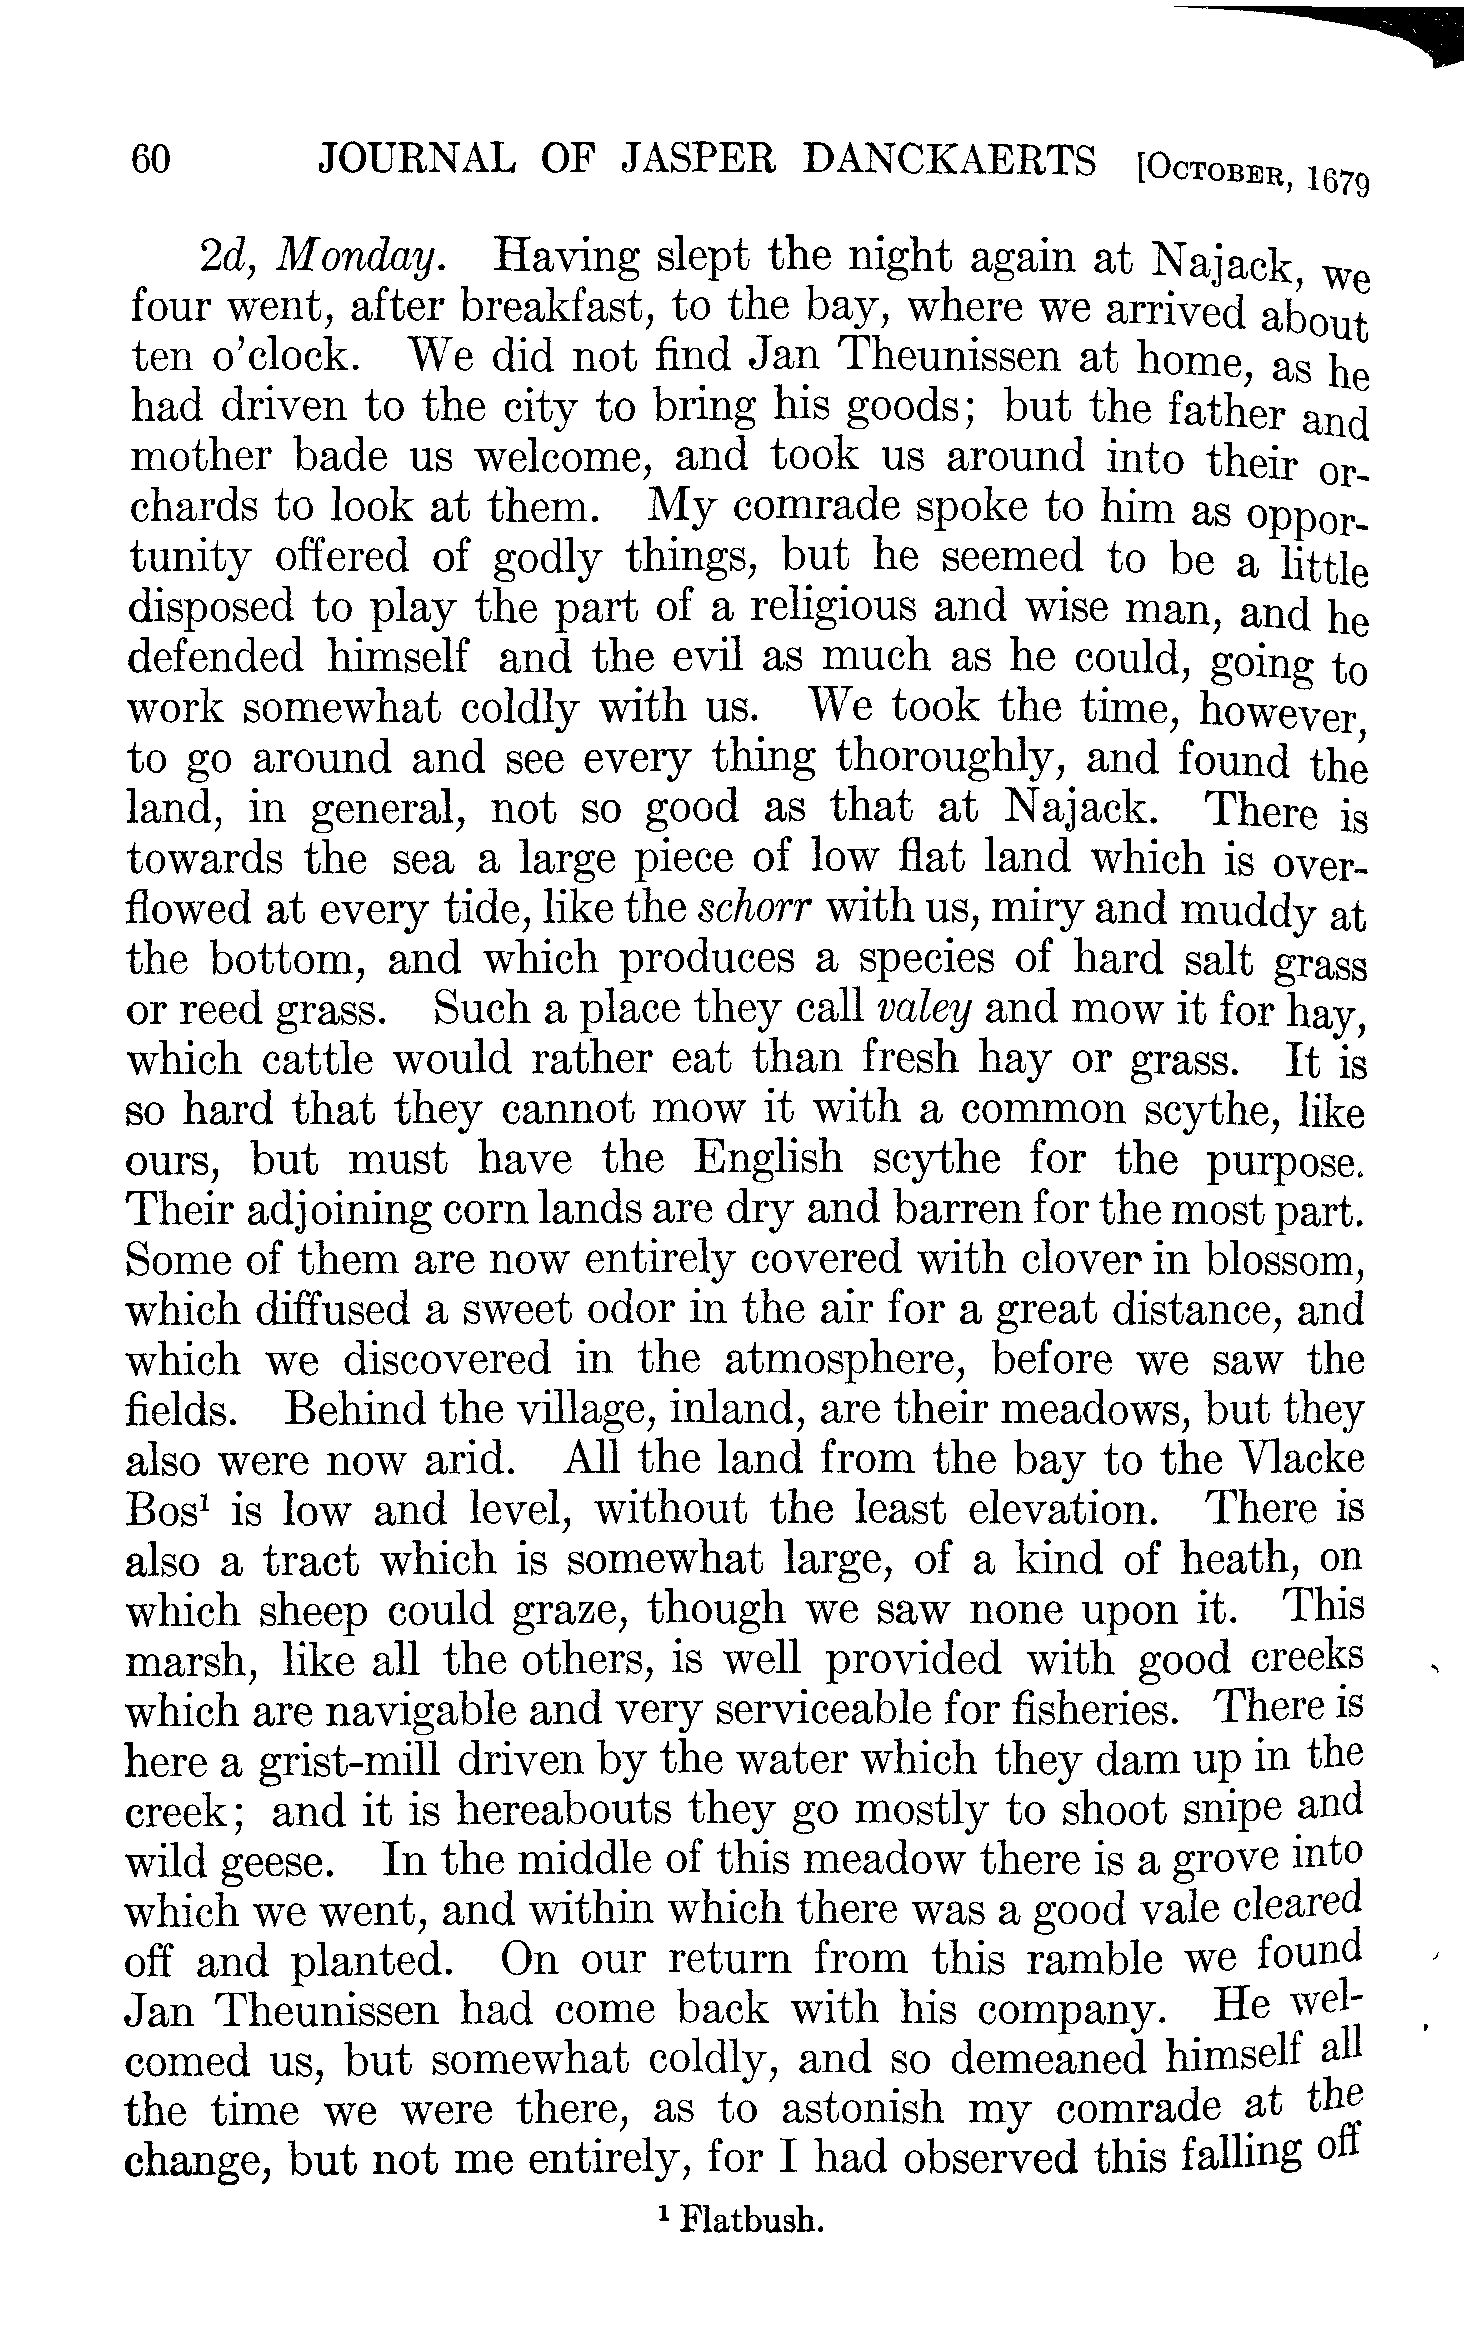 60 JOURNAL OF JASPER DANCKAERTS [OCTOBER, 1679
2d, Monday. Having slept the night again at Najack, we
four went, after breakfast, to the bay, where we arrived about
ten o'clock. We did not find Jan Theunissen at home, as he
had driven to the city to bring his goods; but the father and
mother bade us welcome, and took us around into their or-
chards to look at them. My comrade spoke to him as oppor-
tunity offered of godly things, but he seemed to be a little
disposed to play the part of a religious and wise man, and he
defended himself and the evil as much as he could, going to
work somewhat coldly with us. We took the time, however,
to go around and see every thing thoroughly, and found the
land, in general, not so good as that at Najack. There is
towards the sea a large piece of low flat land which is over-
flowed at every tide, like the schorr with us, miry and muddy at
the bottom, and which produces a species of hard salt grass
or reed grass. Such a place they call valey and mow it for hay,
which cattle would rather eat than fresh hay or grass. It is
so hard that they cannot mow it with a common scythe, like
ours, but must have the English scythe for the purpose.
Their adjoining corn lands are dry and barren for the most part.
Some of them are now entirely covered with clover in blossom,
which diffused a sweet odor in the air for a great distance, and
which we discovered in the atmosphere, before we saw the
fields. Behind the village, inland, are their meadows, but they
also were now arid. All the land from the bay to the Vlacke
Bos¹ is low and level, without the least elevation. There is
also a tract which is somewhat large, of a kind of heath, on
which sheep could graze, though we saw none upon it. This
marsh, like all the others, is well provided with good creeks
which are navigable and very serviceable for fisheries. There is
here a grist-mill driven by the water which they dam up in the
creek; and it is hereabouts they go mostly to shoot snipe and
wild geese. In the middle of this meadow there is a grove into
which we went, and within which there was a good vale cleared
off and planted. On our return from this ramble we found
Jan Theunissen had come back with his company. He wel-
comed us, but somewhat coldly, and so demeaned himself all
the time we were there, as to astonish my comrade at the
change, but not me entirely, for I had observed this falling off
¹ Flatbush.